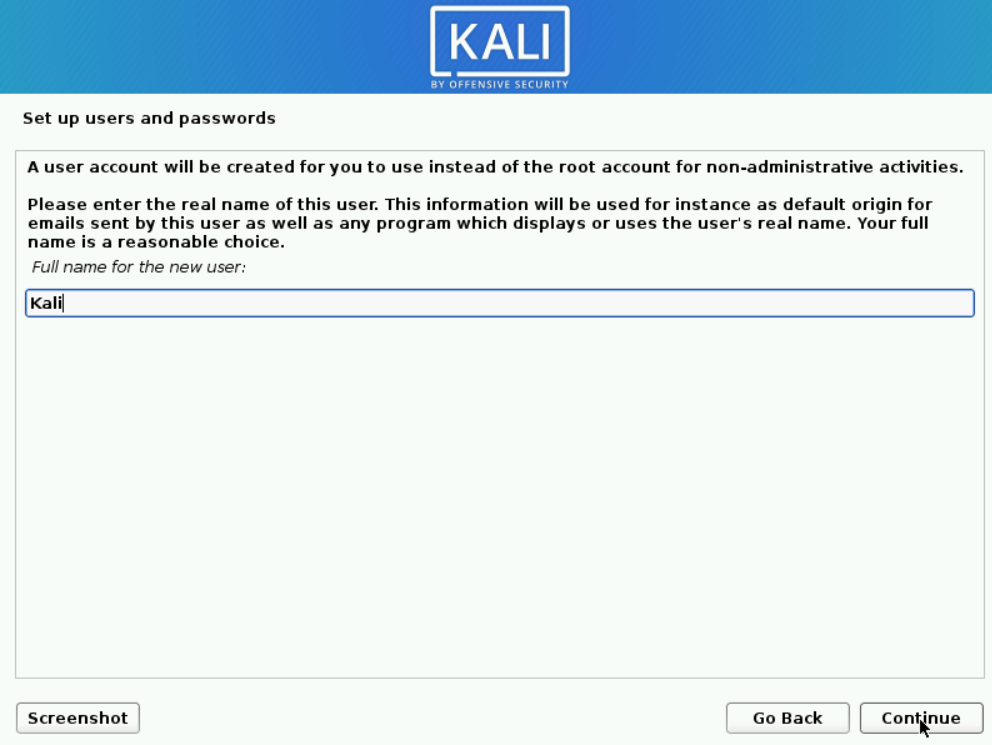 KALI
BY OFFENSIVE SECURITY
Set up users and passwords
A user account will be created for you to use instead of the root account for non-administrative activities.
Please enter the real name of this user. This information will be used for instance as default origin for
emails sent by this user as well as any program which displays or uses the user's real name. Your full
name is a reasonable choice.
Full name for the new user:
Kali
Screenshot
Go Back
Continue